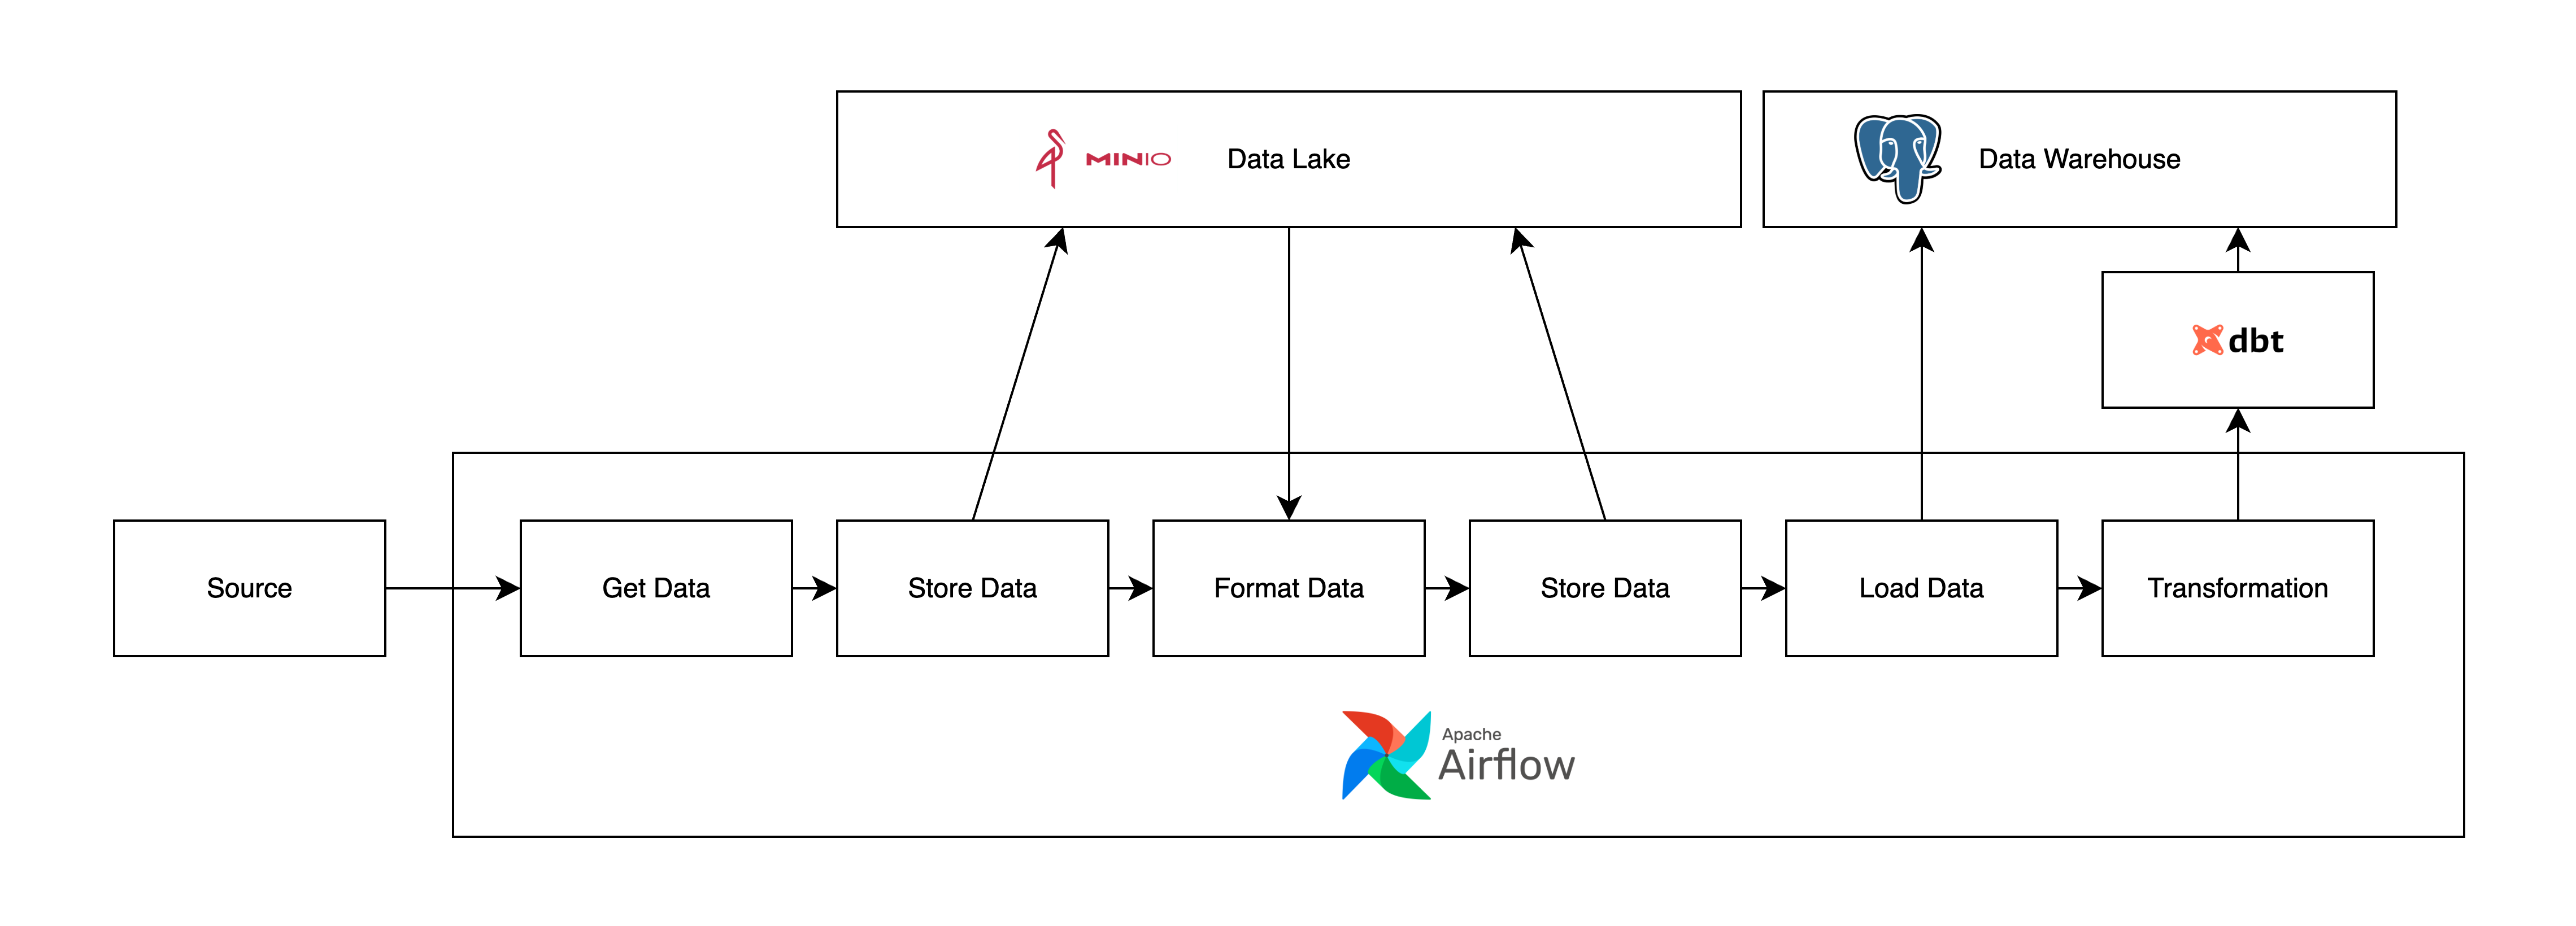 MINIO
Data Lake
Data Warehouse
dbt
Source
Get Data
Store Data
Format Data
Store Data
Load Data
Transformation
Apache
Airflow